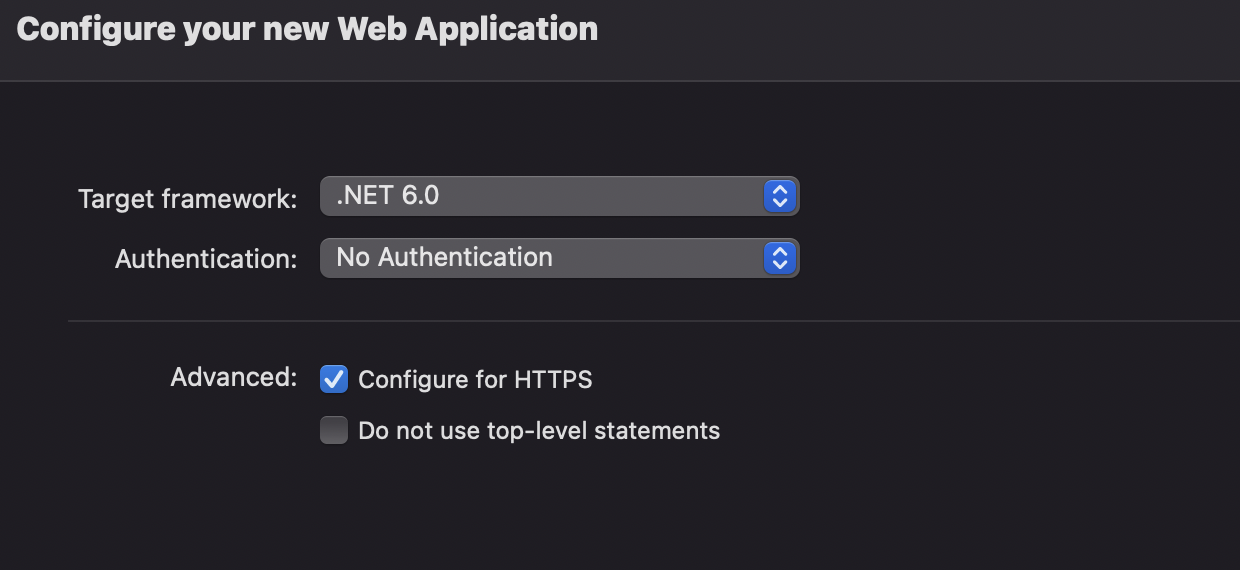 Configure your new Web Application
Target framework: .NET 6.0
Authentication: No Authentication
Advanced: Configure for HTTPS
Do not use top-level statements